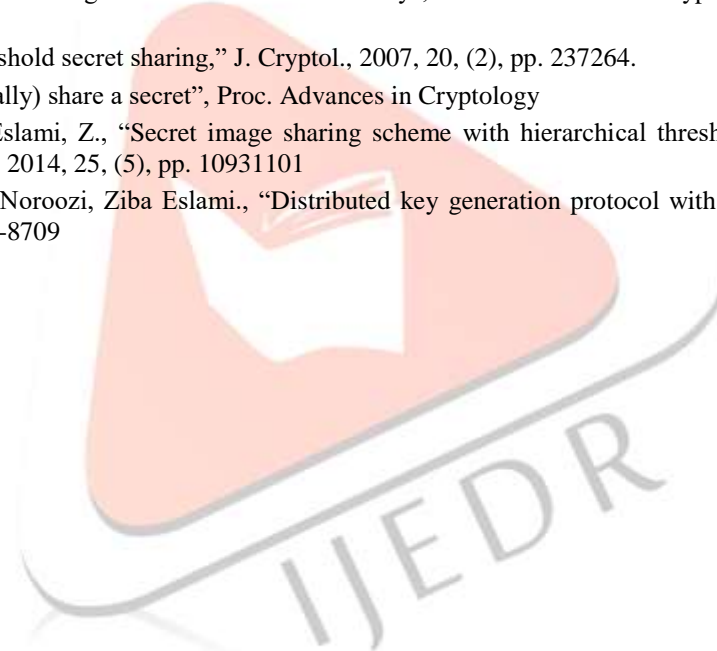 shold secret sharing,” J. Cryptol., 2007, 20, (2), pp. 237264.
ally) share a secret”, Proc. Advances in Cryptology
Eslami, Z., “Secret image sharing scheme with hierarchical thresh
2014, 25, (5), pp. 10931101
Noroozi, Ziba Eslami., “Distributed key generation protocol with
-8709
IJEDR